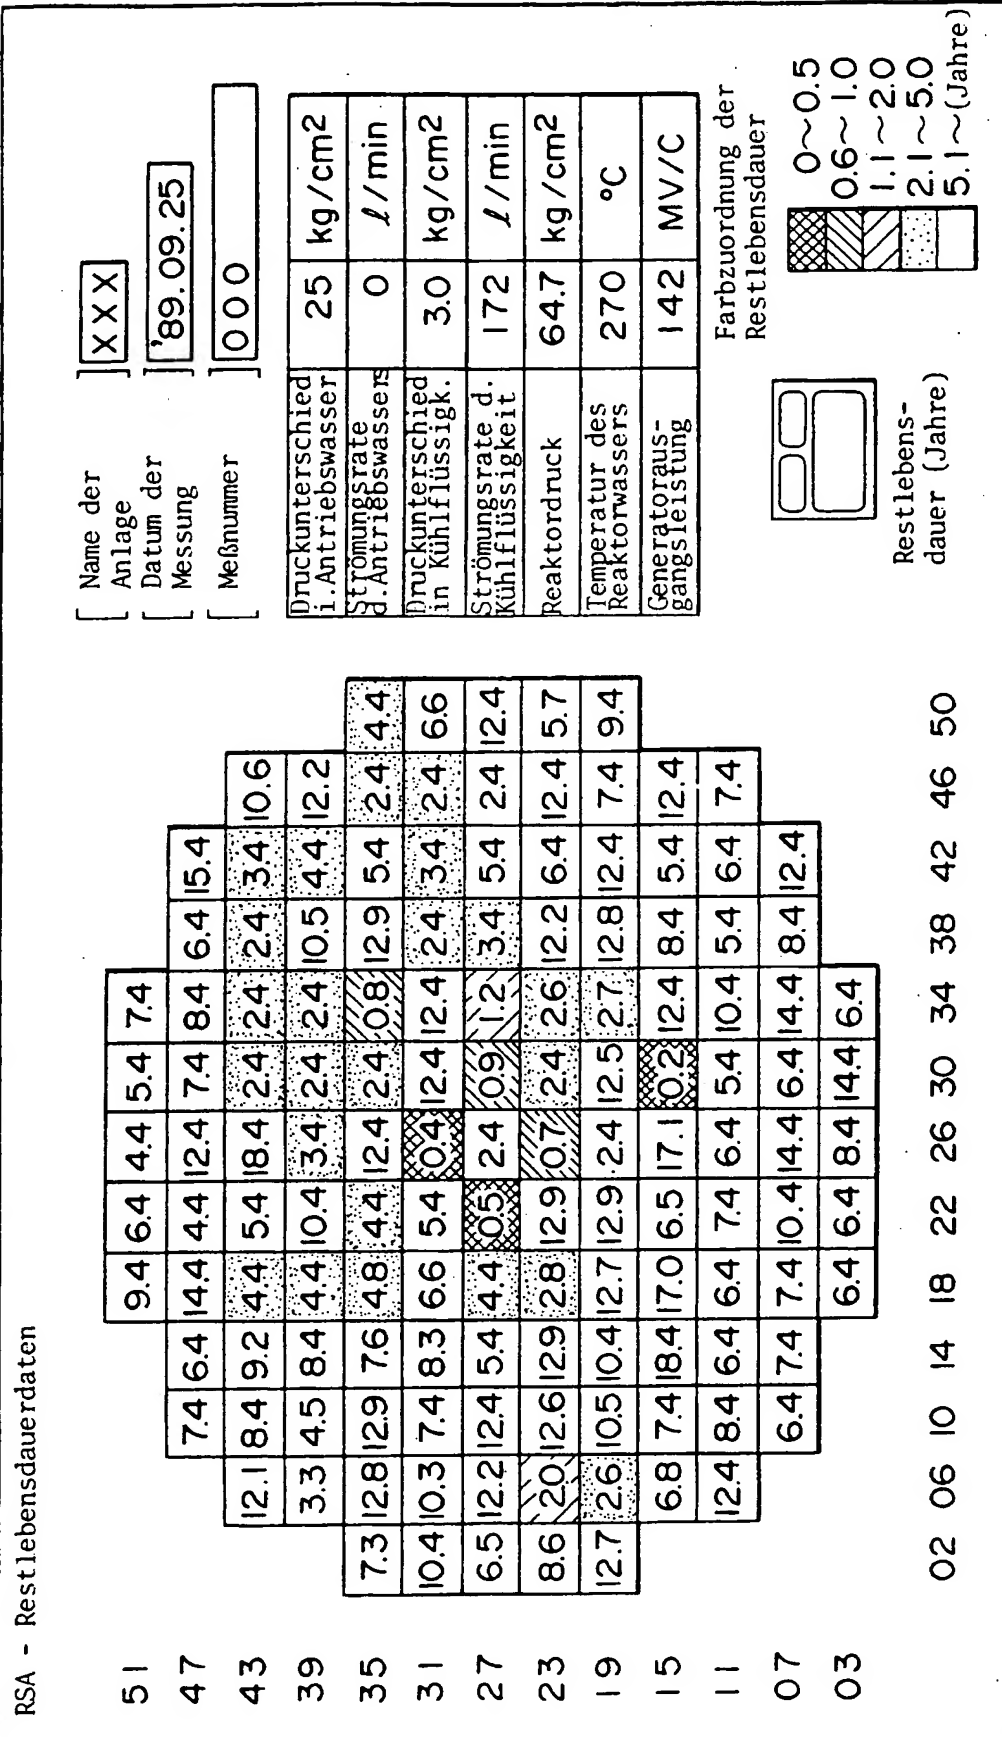 RSA - Restlebensdauerdaten
51 9.4 6.4 4.4 5.4 7.4
47 7.4 6.4 14.4 4.4 12.4 7.4 8.4 6.4 15.4
43 12.1 8.4 9.2 4.4 5.4 18.4 2.4 2.4 2.4 3.4 10.6
39 3.3 4.5 8.4 4.4 10.4 3.4 2.4 2.4 10.5 4.4 12.2
35 7.3 12.8 12.9 7.6 4.8 4.4 12.4 2.4 0.8 12.9 5.4 2.4 4.4
31 10.4 10.3 7.4 8.3 6.6 5.4 0.4 12.4 12.4 2.4 3.4 2.4 6.6
27 6.5 12.2 12.4 5.4 4.4 0.5 2.4 0.9 1.2 3.4 5.4 2.4 12.4
23 8.6 2.0 12.6 12.9 2.8 12.9 0.7 2.4 2.6 12.2 6.4 12.4 5.7
19 12.7 2.6 10.5 10.4 12.7 12.9 2.4 12.5 2.7 12.8 12.4 7.4 9.4
15 6.8 7.4 18.4 17.0 6.5 17.1 0.2 12.4 8.4 5.4 12.4
11 12.4 8.4 6.4 6.4 7.4 6.4 5.4 10.4 5.4 6.4 7.4
07 6.4 7.4 7.4 10.4 14.4 6.4 14.4 8.4 12.4
03 6.4 6.4 8.4 14.4 6.4
02 06 10 14 18 22 26 30 34 38 42 46 50
[ Name der
Anlage ] XXX
[ Datum der
Messung ] '89.09.25
[ Meßnummer ] 000
Druckunterschied
i.Antriebswasser 25 kg/cm2
Strömungsrate
d.Antriebswassers 0 ℓ/min
Druckunterschied
in Kühlflüssigk. 3.0 kg/cm2
Strömungsrate d.
Kühlflüssigkeit 172 ℓ/min
Reaktordruck 64.7 kg/cm2
Temperatur des
Reaktorwassers 270 °C
Generatoraus-
gangsleistung 142 MV/C
Farbzuordnung der
Restlebensdauer
0~0.5
0.6~1.0
1.1~2.0
2.1~5.0
5.1~(Jahre)
Restlebens-
dauer (Jahre)